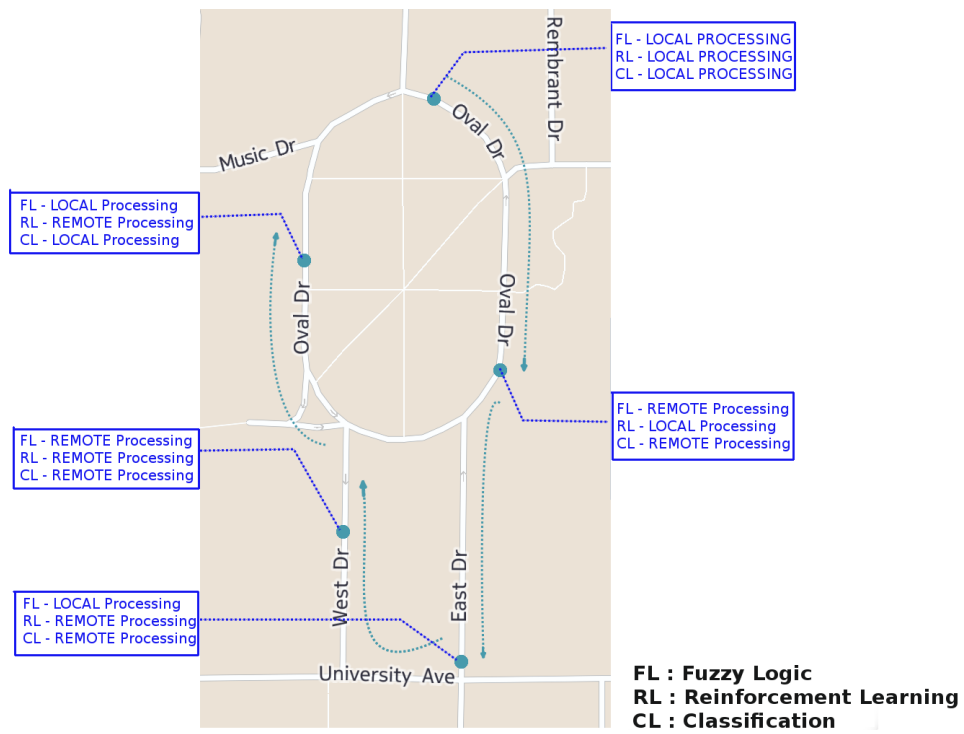 Rembrant Dr
FL - LOCAL PROCESSING
RL - LOCAL PROCESSING
CL - LOCAL PROCESSING
Oval Dr
Music Dr
FL - LOCAL Processing
RL - REMOTE Processing
CL - LOCAL Processing
Oval Dr
Oval Dr
FL - REMOTE Processing
RL - LOCAL Processing
CL - REMOTE Processing
FL - REMOTE Processing
RL - REMOTE Processing
CL - REMOTE Processing
West Dr
East Dr
FL - LOCAL Processing
RL - REMOTE Processing
CL - REMOTE Processing
University Ave
FL : Fuzzy Logic
RL : Reinforcement Learning
CL : Classification